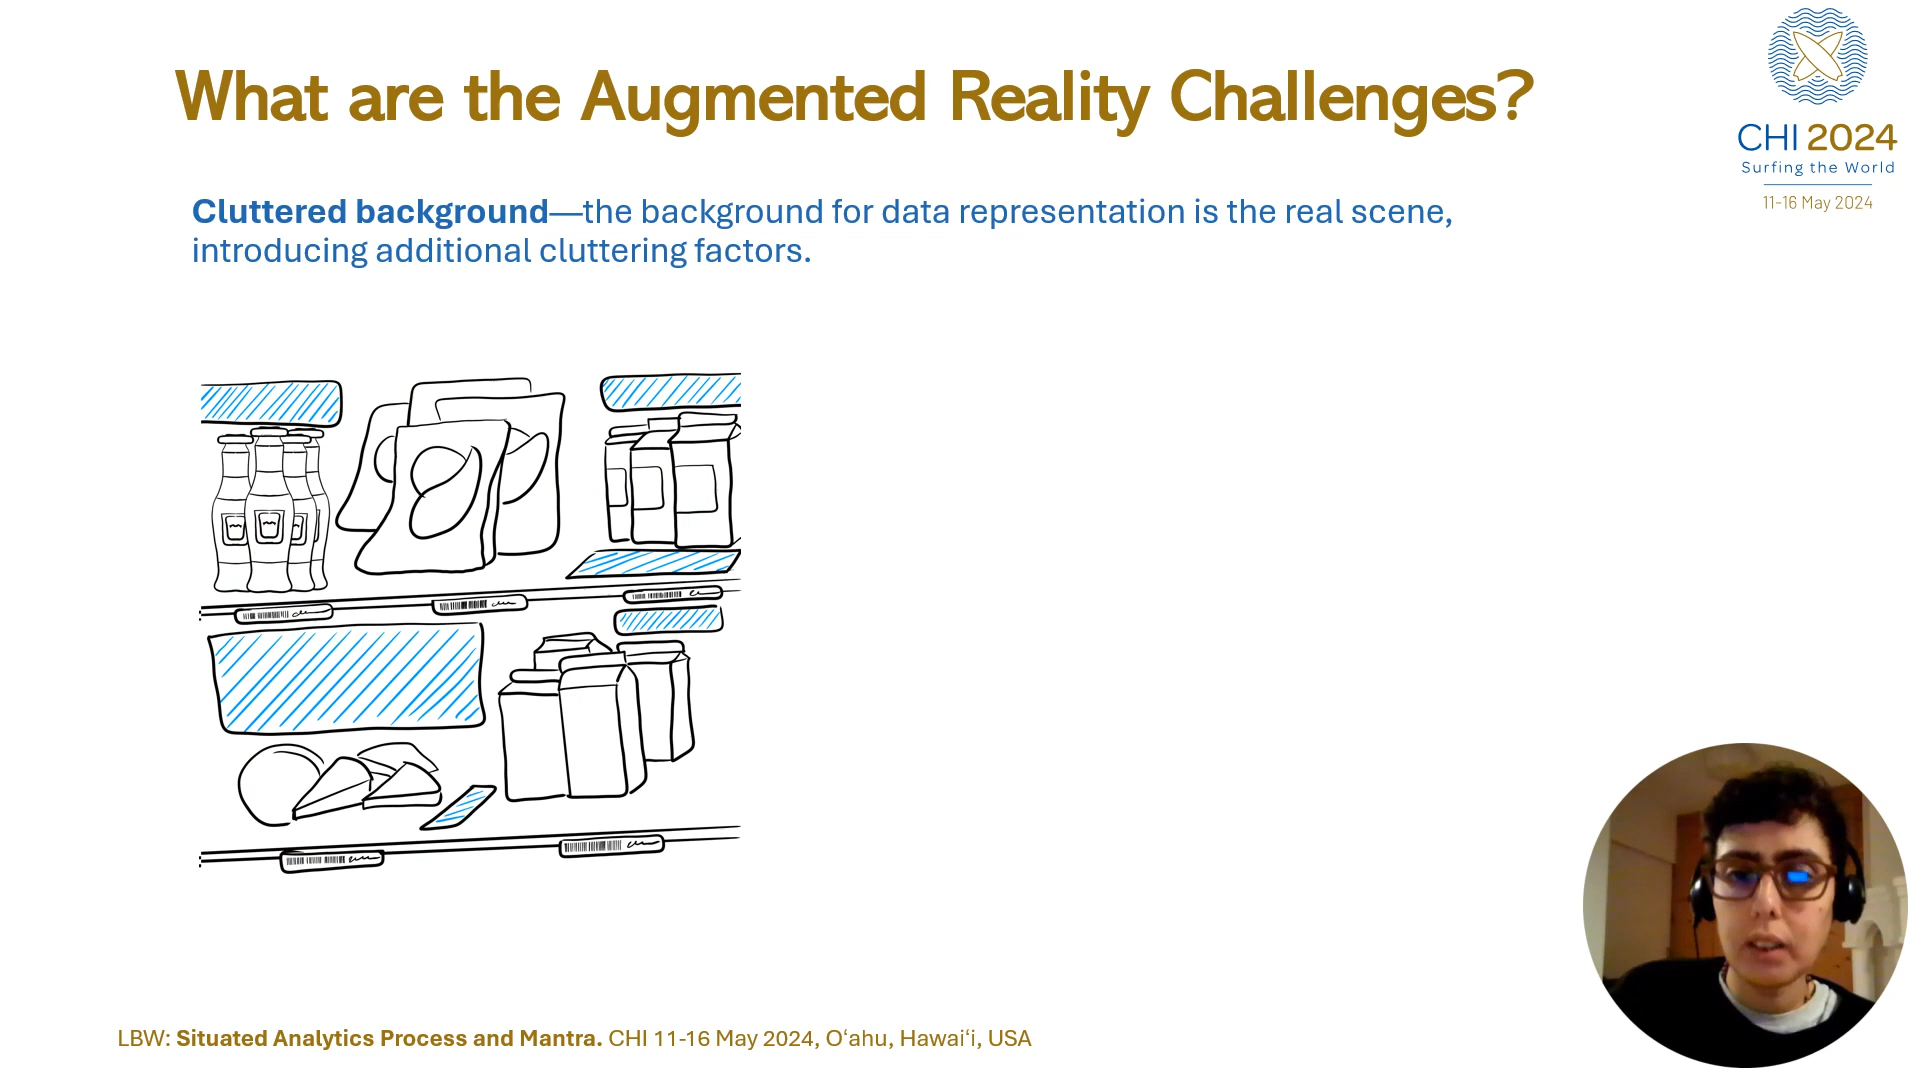 What are the Augmented Reality Challenges?
CHI 2024
Surfing the World
11-16 May 2024
Cluttered background—the background for data representation is the real scene,
introducing additional cluttering factors.
LBW: Situated Analytics Process and Mantra. CHI 11-16 May 2024, Oʻahu, Hawaiʻi, USA